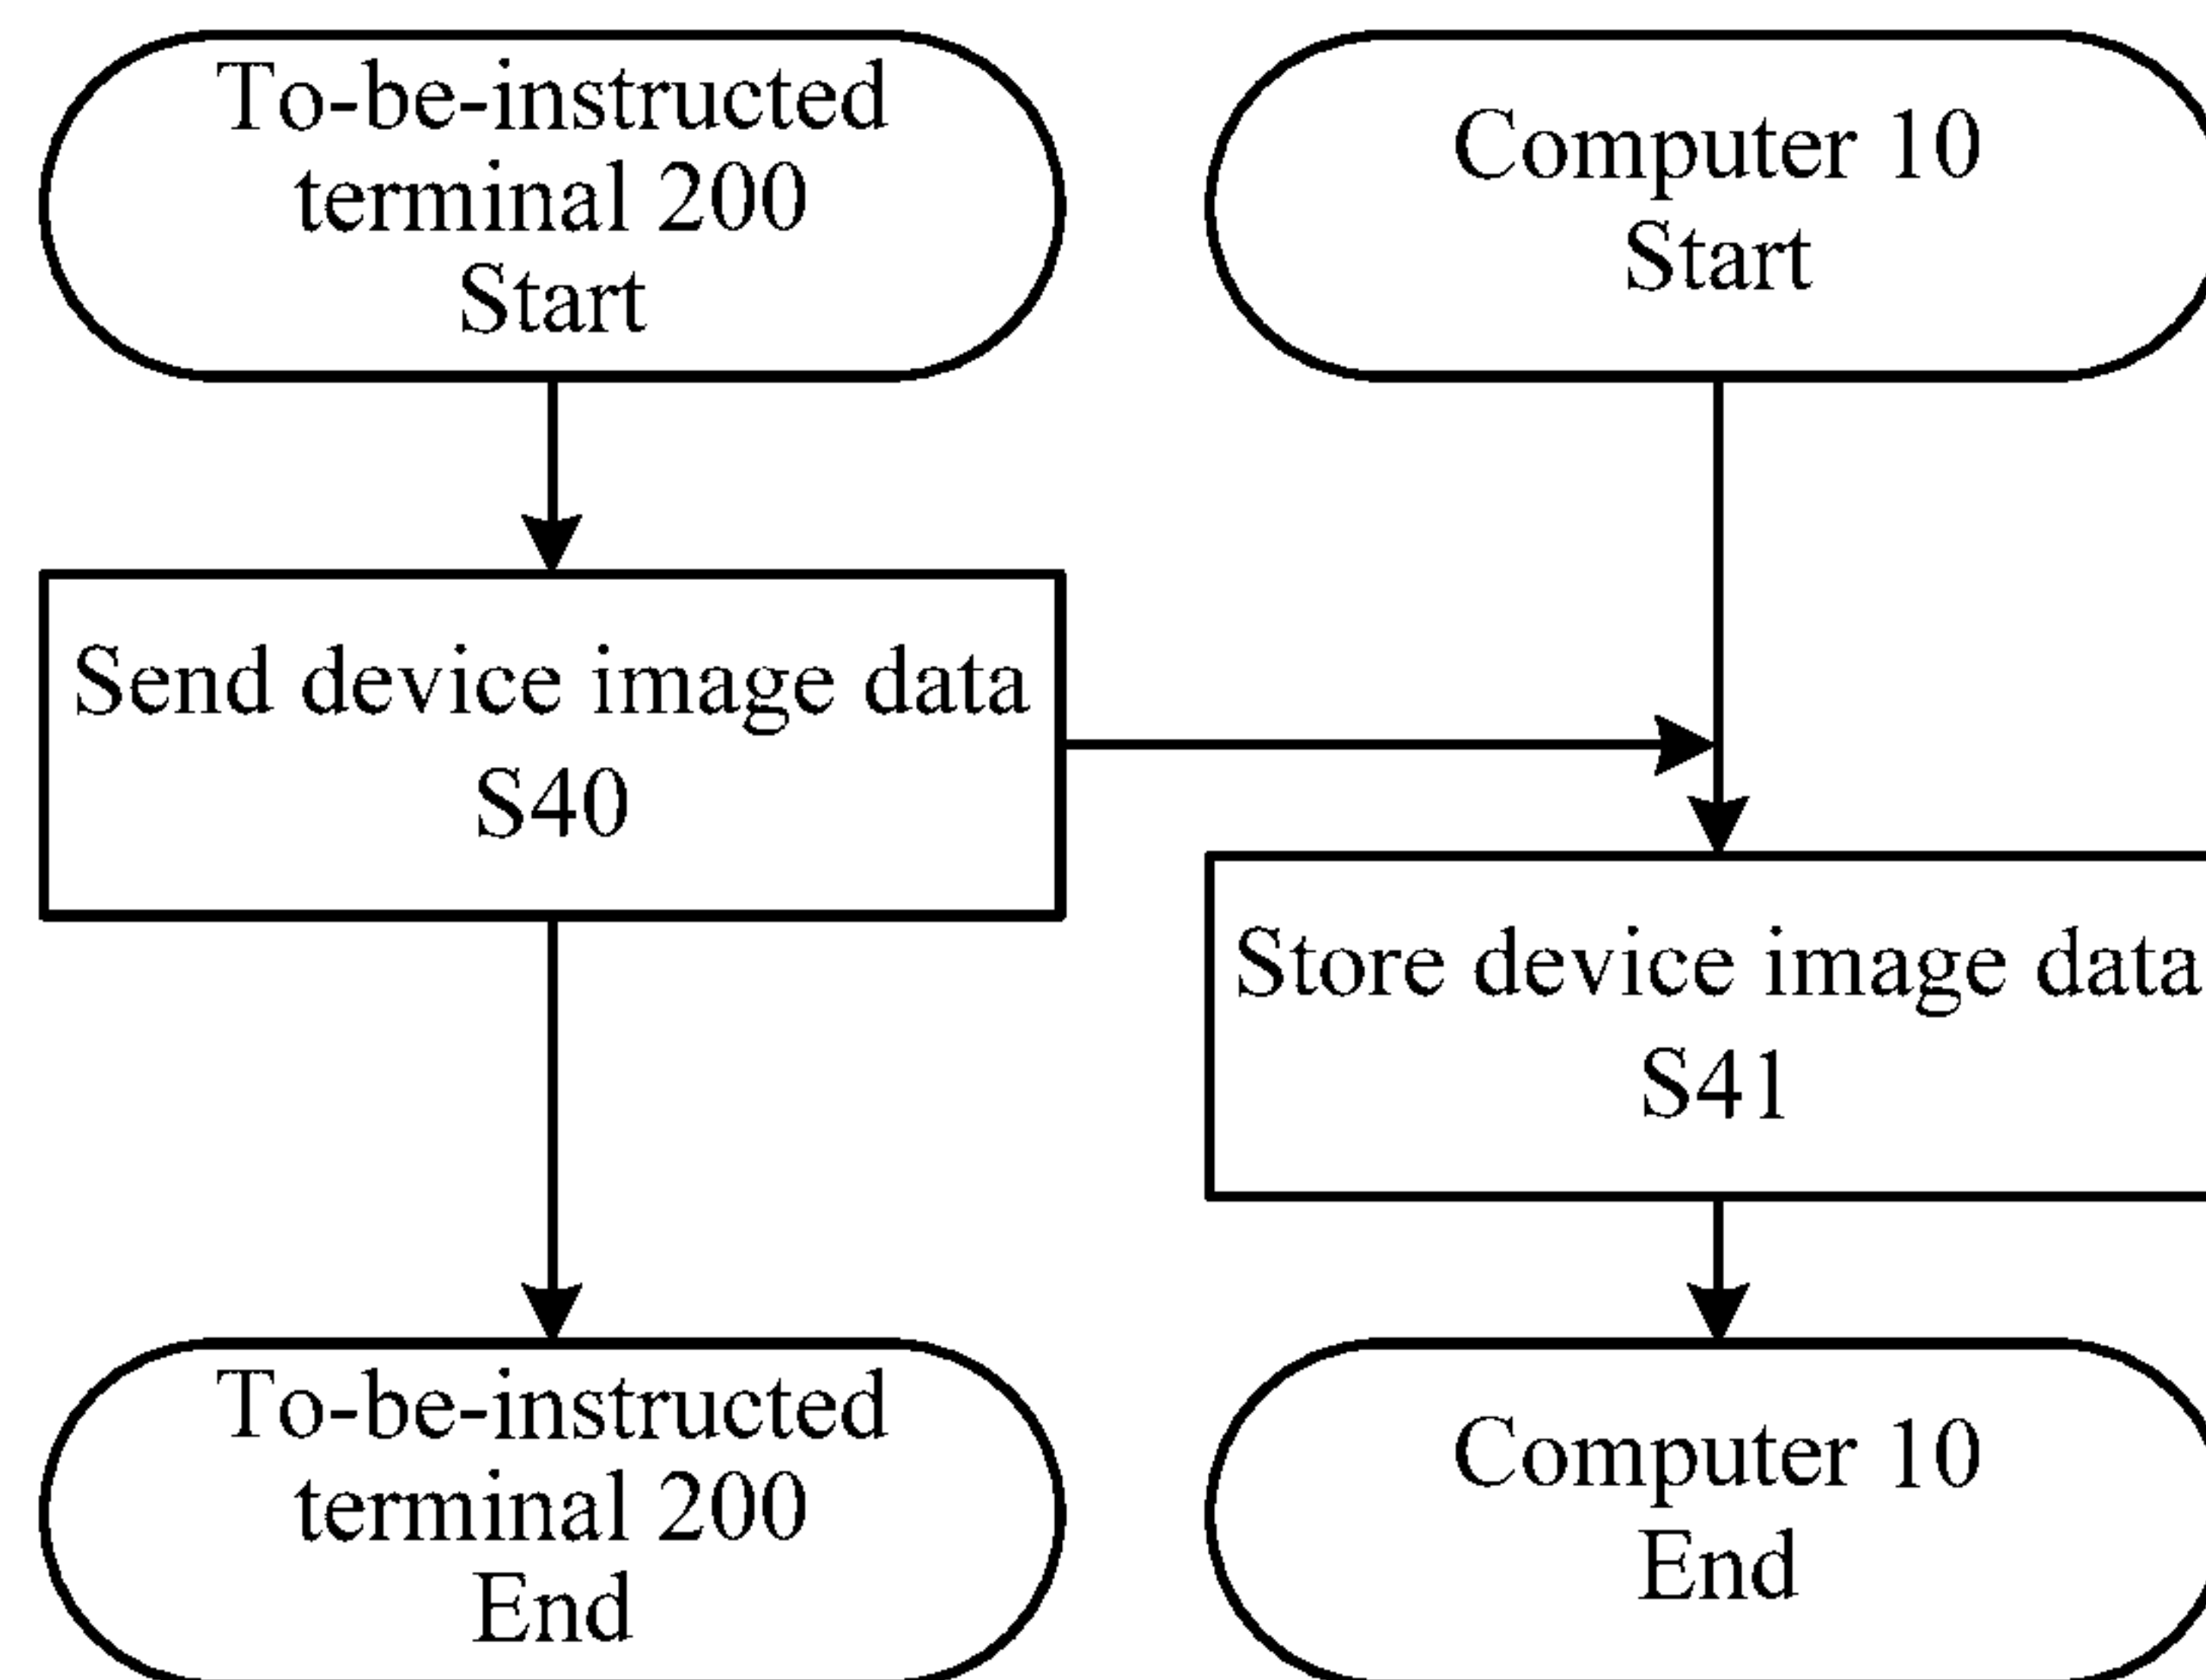 To-be-instructed
terminal 200
Start
Computer 10
Start
Send device image data
S40
Store device image data
S41
To-be-instructed
terminal 200
End
Computer 10
End